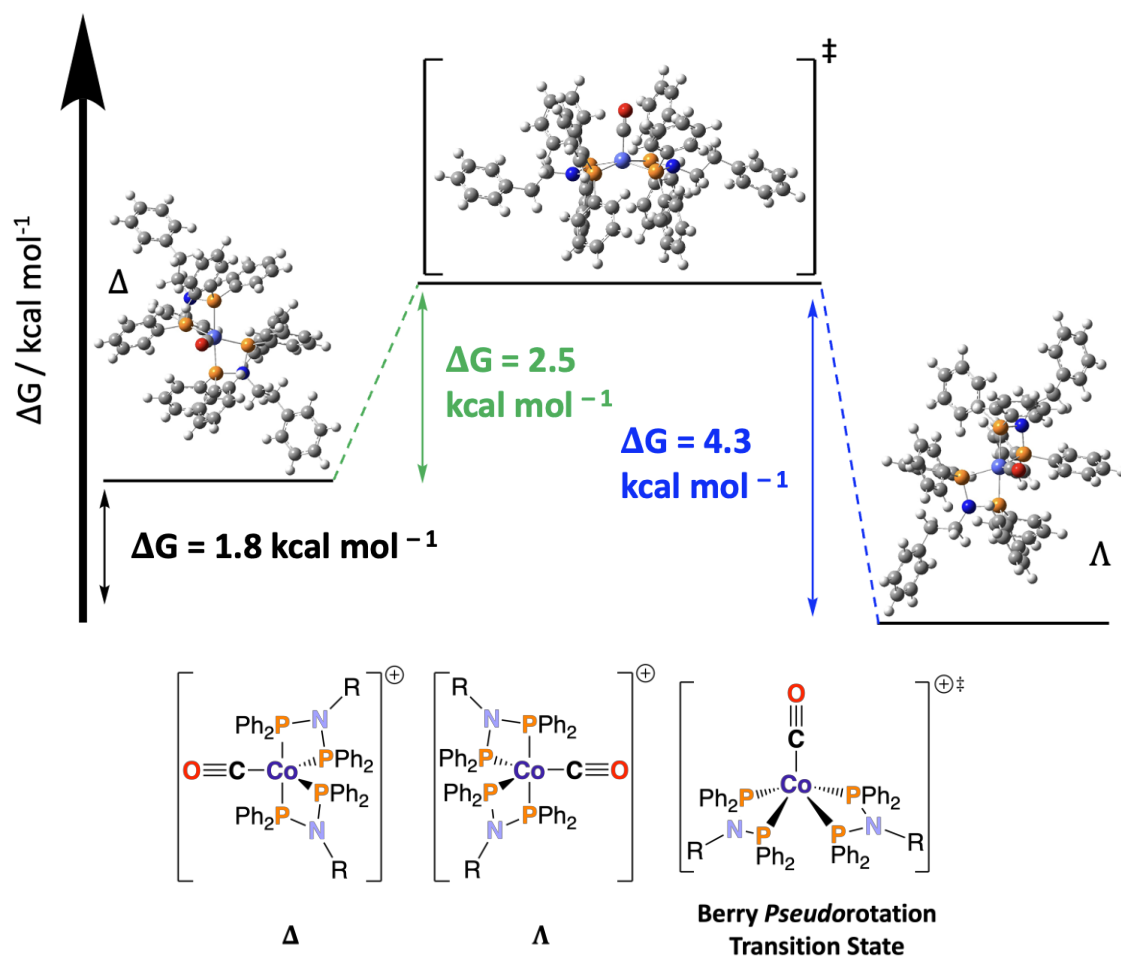 ‡
Δ
ΔG / kcal mol-1
ΔG = 2.5
kcal mol –1
ΔG = 4.3
kcal mol –1
ΔG = 1.8 kcal mol –1
Λ
⊕
R
Ph2P N
PPh2
O≡C Co
PPh2
Ph2P N
R
Δ
⊕
R
N PPh2
Ph2P
Co C≡O
Ph2P
N PPh2
R
Λ
⊕‡
O
C
Co
Ph2P P PPh2
R N P P N R
Ph2 Ph2
Berry Pseudorotation
Transition State